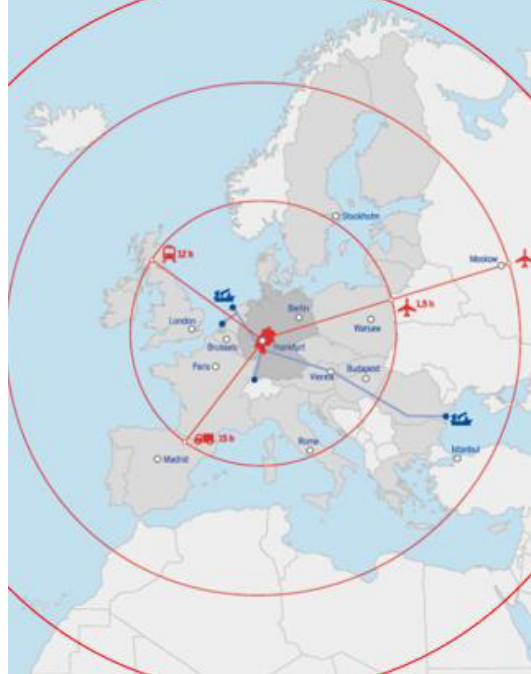 Stockholm
12 h
Moskow
Berlin
1,5 h
London
Warsaw
Brussels
Frankfurt
Paris
Vienna
Budapest
15 h
Rome
Istanbul
Madrid